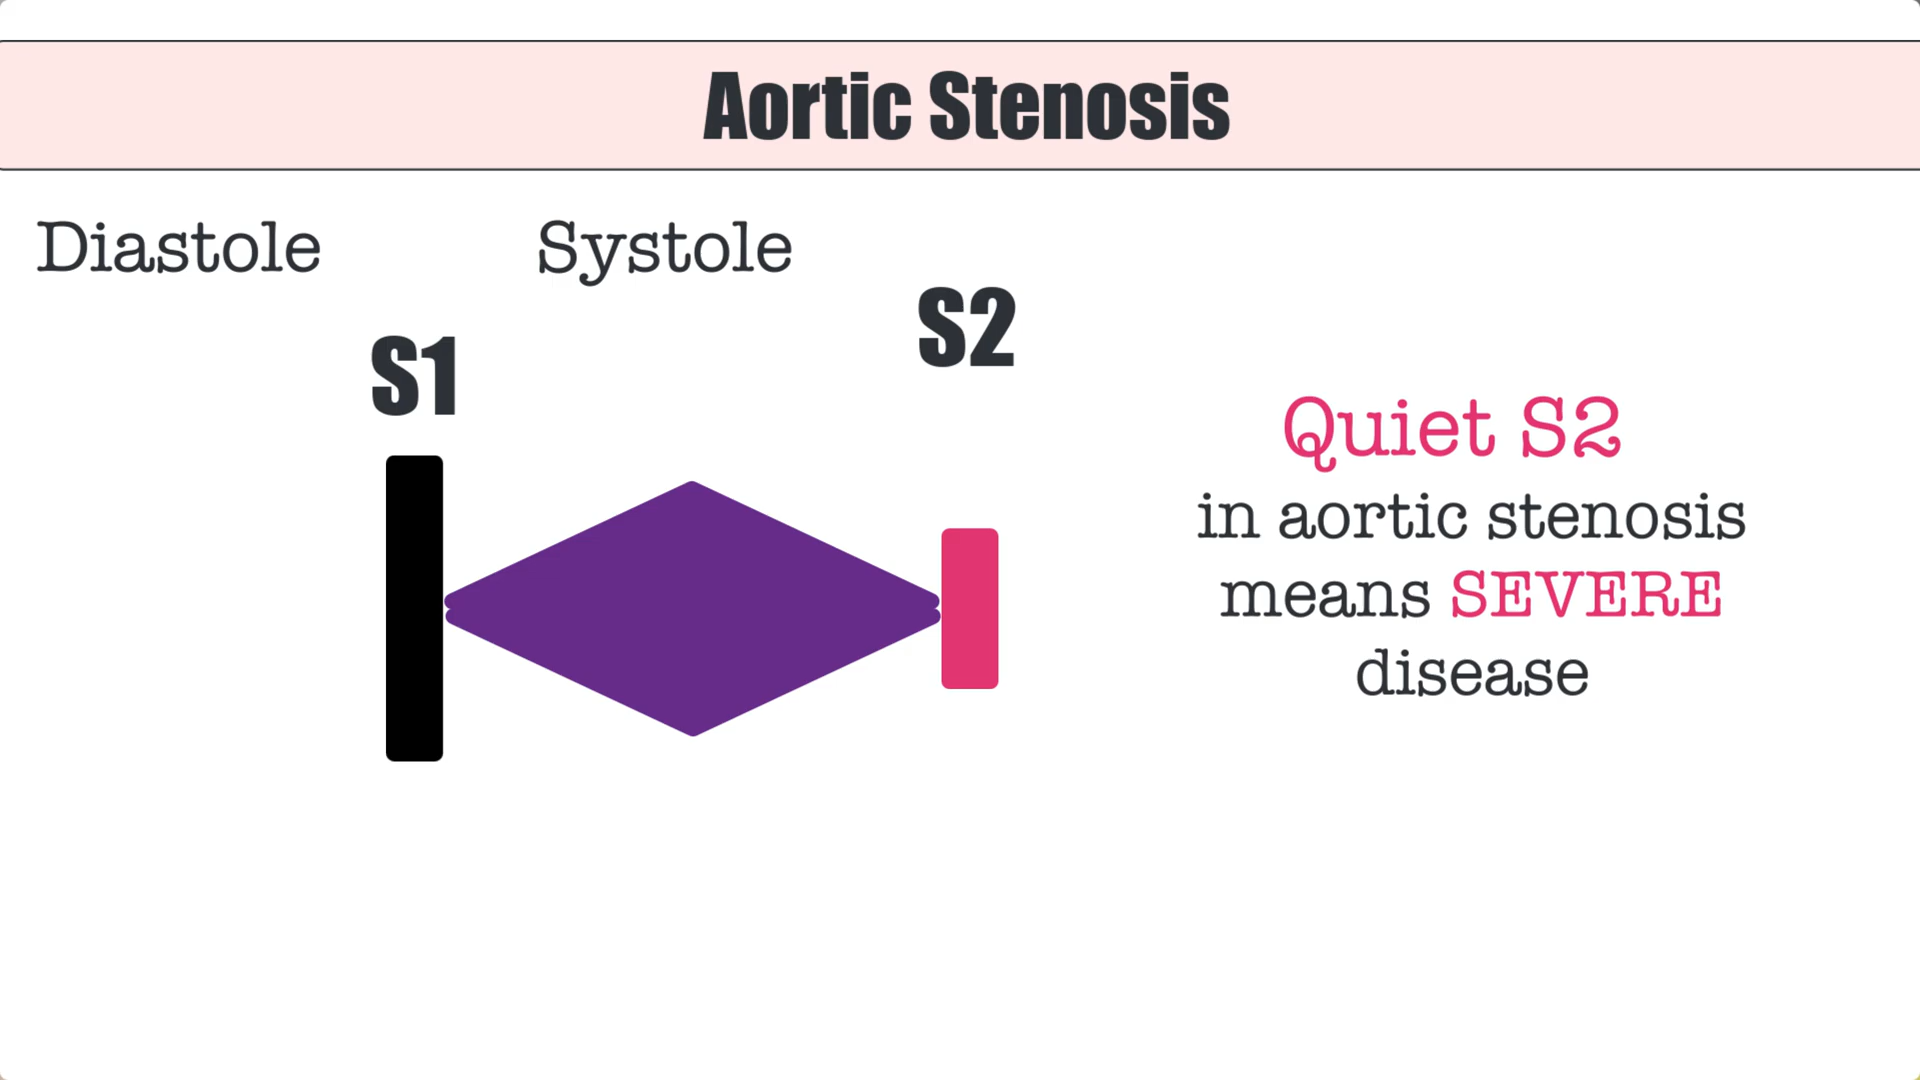 Aortic Stenosis
Diastole
Systole
S1
S2
Quiet S2
in aortic stenosis
means SEVERE
disease